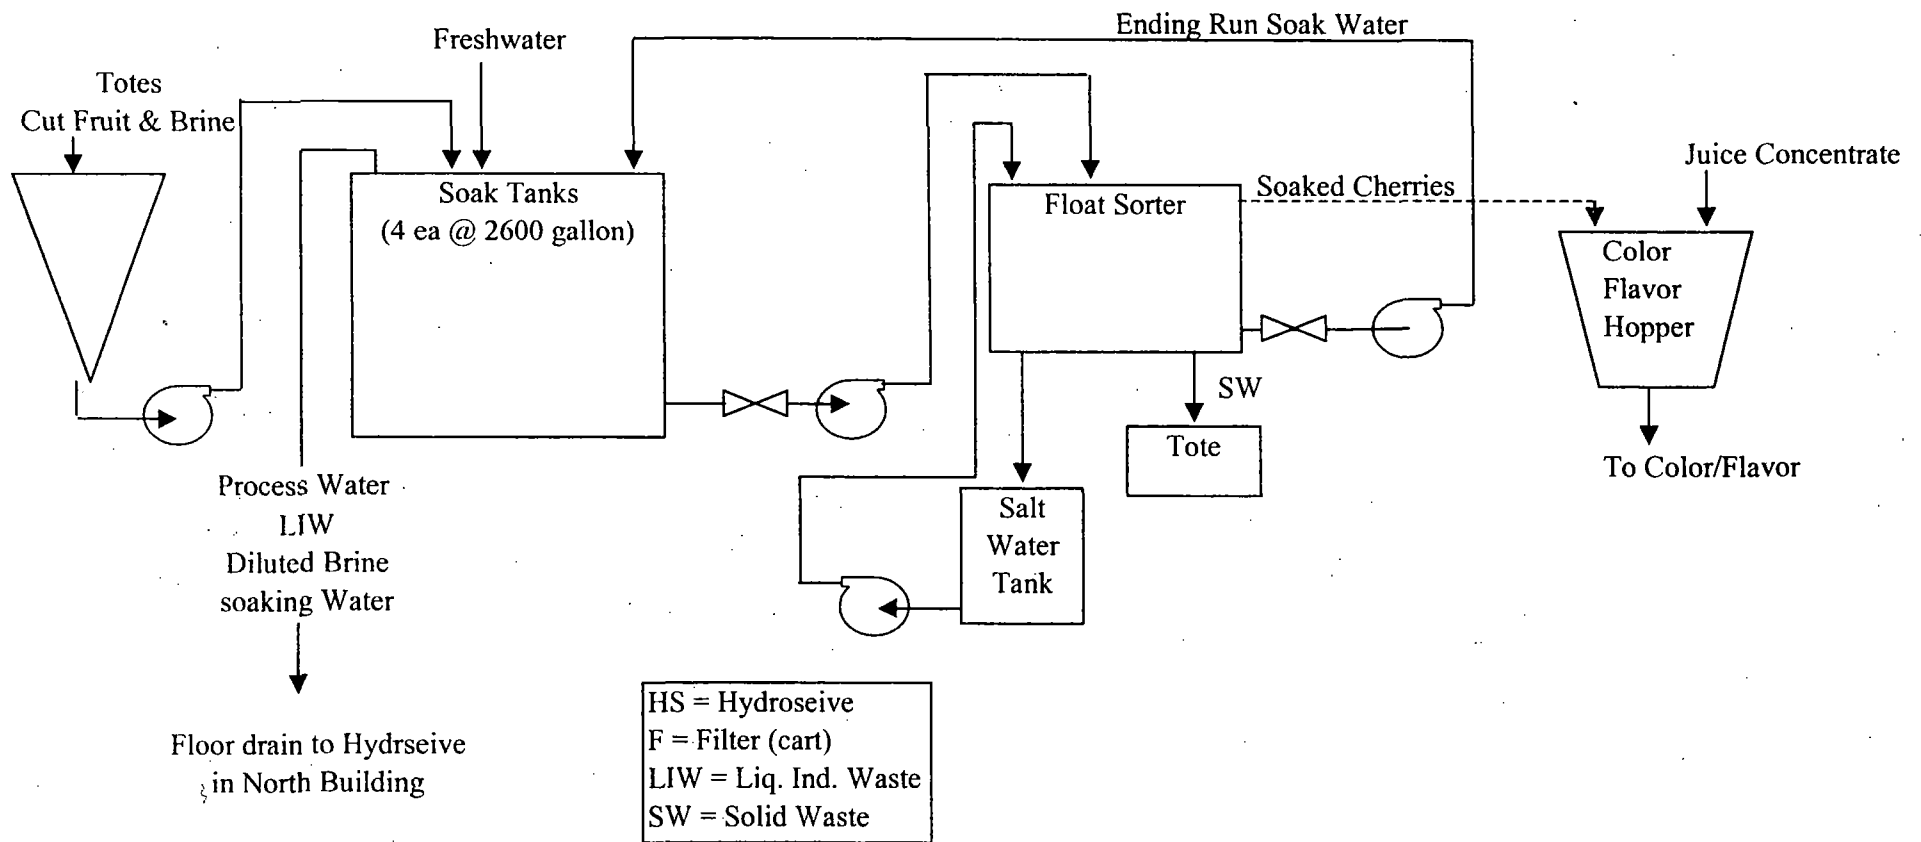 Ending Run Soak Water
Freshwater
Totes
Cut Fruit & Brine
Juice Concentrate
Soak Tanks
(4 ea @ 2600 gallon)
Float Sorter
Soaked Cherries
Color
Flavor
Hopper
SW
Tote
To Color/Flavor
Process Water
LIW
Diluted Brine
soaking Water
Salt
Water
Tank
Floor drain to Hydrseive
in North Building
HS = Hydroseive
F = Filter (cart)
LIW = Liq. Ind. Waste
SW = Solid Waste